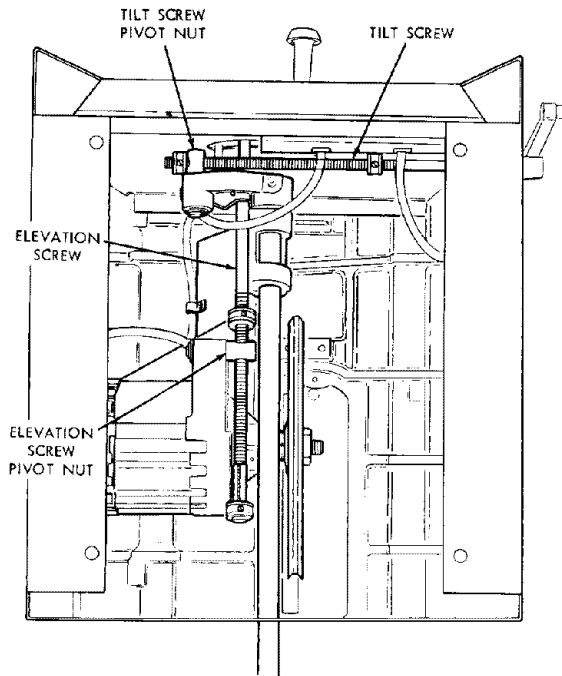 TILT SCREW
PIVOT NUT
TILT SCREW
ELEVATION
SCREW
ELEVATION
SCREW
PIVOT NUT